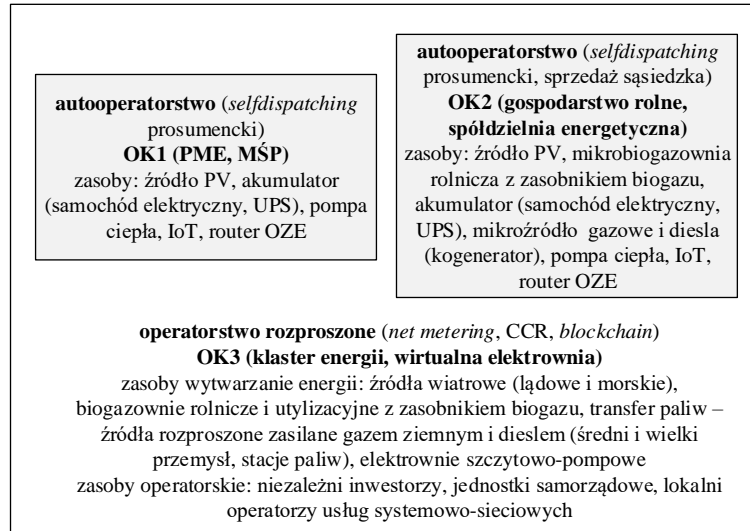 autooperatorstwo (selfdispatching
prosumencki)
OK1 (PME, MŚP)
zasoby: źródło PV, akumulator
(samochód elektryczny, UPS), pompa
ciepła, IoT, router OZE
autooperatorstwo (selfdispatching
prosumencki, sprzedaż sąsiedzka)
OK2 (gospodarstwo rolne,
spółdzielnia energetyczna)
zasoby: źródło PV, mikrobiogazownia
rolnicza z zasobnikiem biogazu,
akumulator (samochód elektryczny,
UPS), mikroźródło gazowe i diesla
(kogenerator), pompa ciepła, IoT,
router OZE
operatorstwo rozproszone (net metering, CCR, blockchain)
OK3 (klaster energii, wirtualna elektrownia)
zasoby wytwarzanie energii: źródła wiatrowe (lądowe i morskie),
biogazownie rolnicze i utylizacyjne z zasobnikiem biogazu, transfer paliw –
źródła rozproszone zasilane gazem ziemnym i dieslem (średni i wielki
przemysł, stacje paliw), elektrownie szczytowo-pompowe
zasoby operatorskie: niezależni inwestorzy, jednostki samorządowe, lokalni
operatorzy usług systemowo-sieciowych